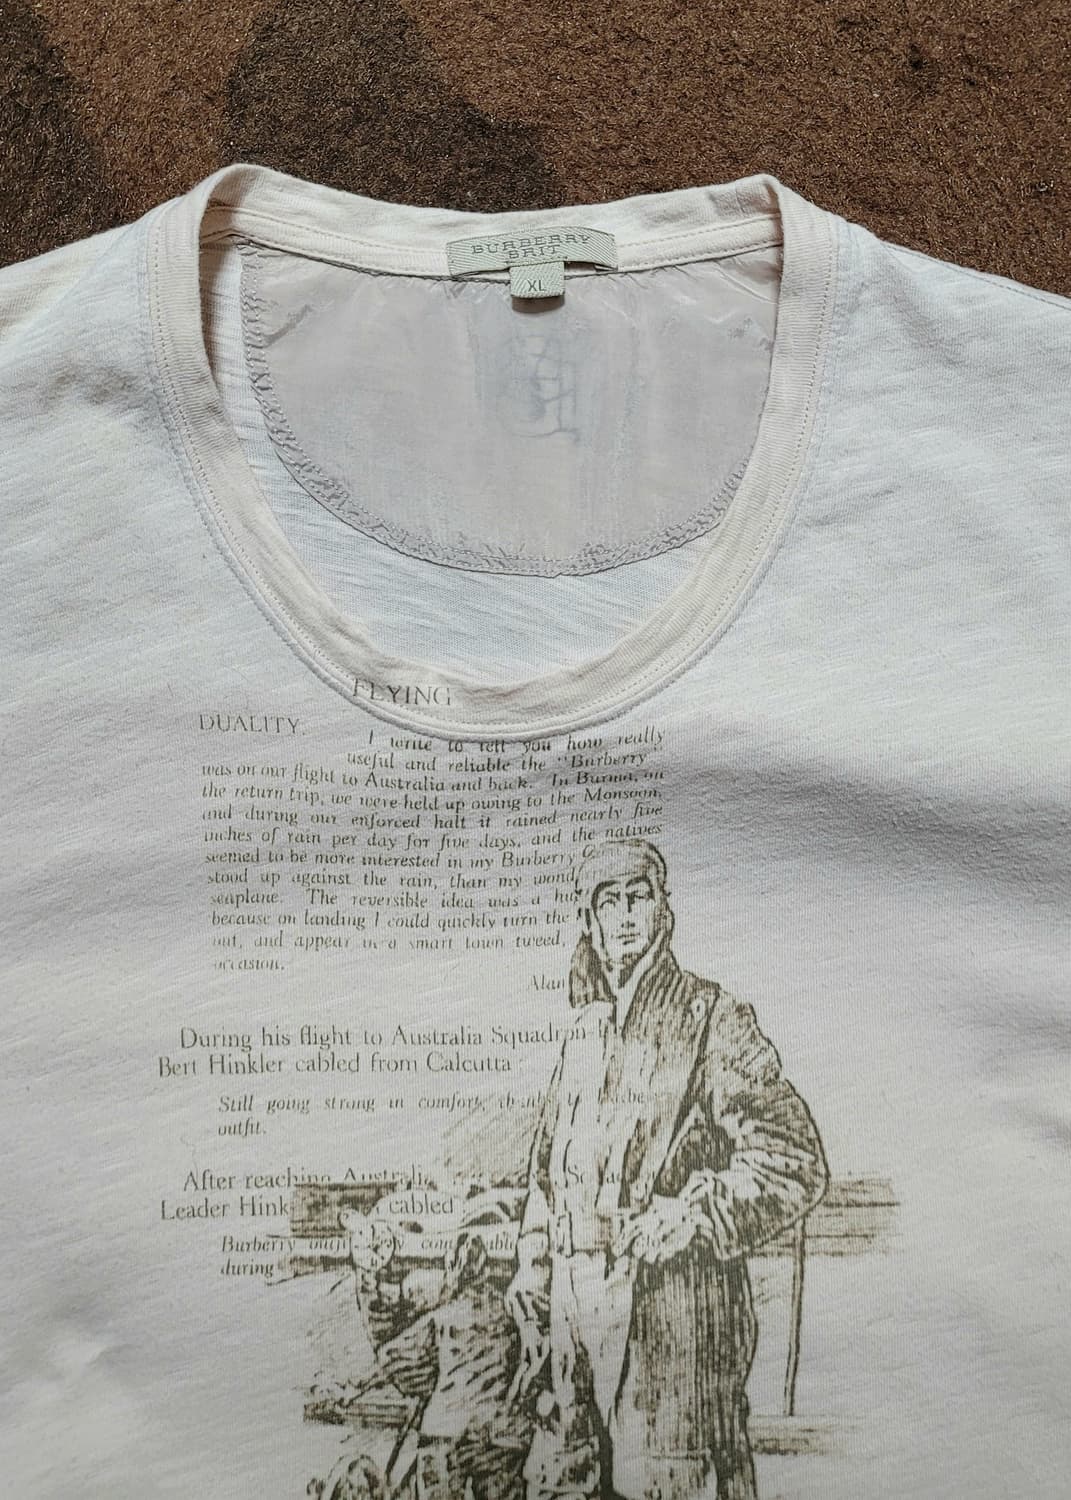 BURBERRY
BRIT
XL
FLYING
DUALITY.
I write to tell you how really
useful and reliable the "Burberry"
was on our flight to Australia and back. In Burma, on
the return trip, we were held up owing to the Monsoon,
and during our enforced halt it rained nearly five
inches of rain per day for five days, and the natives
seemed to be more interested in my Burberry
stood up against the rain, than my wond
seaplane. The reversible idea was a hu
because on landing I could quickly turn the
out, and appear in a smart town tweed,
occasion.
Alan
During his flight to Australia Squadron
Bert Hinkler cabled from Calcutta :
Still going strong in comfort,
outfit.
After reaching Australia
Leader Hink cabled
Burberry outfit
during